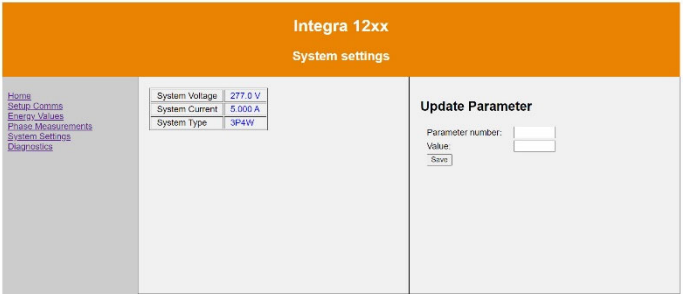 Integra 12xx
System settings
Home
Setup Comms
Energy Values
Phase Measurements
System Settings
Diagnostics
System Voltage 277.0 V
System Current 5.000 A
System Type 3P4W
Update Parameter
Parameter number:
Value:
Save